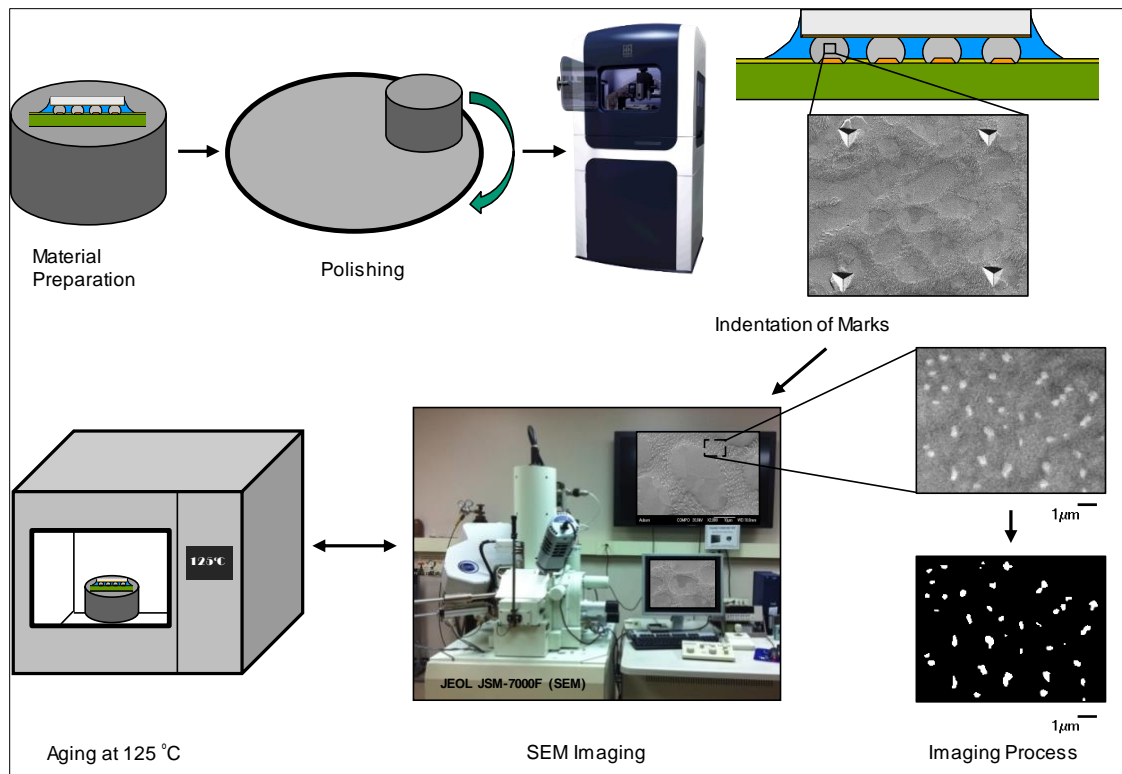 Material
Preparation
Polishing
Indentation of Marks
1μm
125°C
JEOL JSM-7000F (SEM)
1μm
Aging at 125 °C
SEM Imaging
Imaging Process